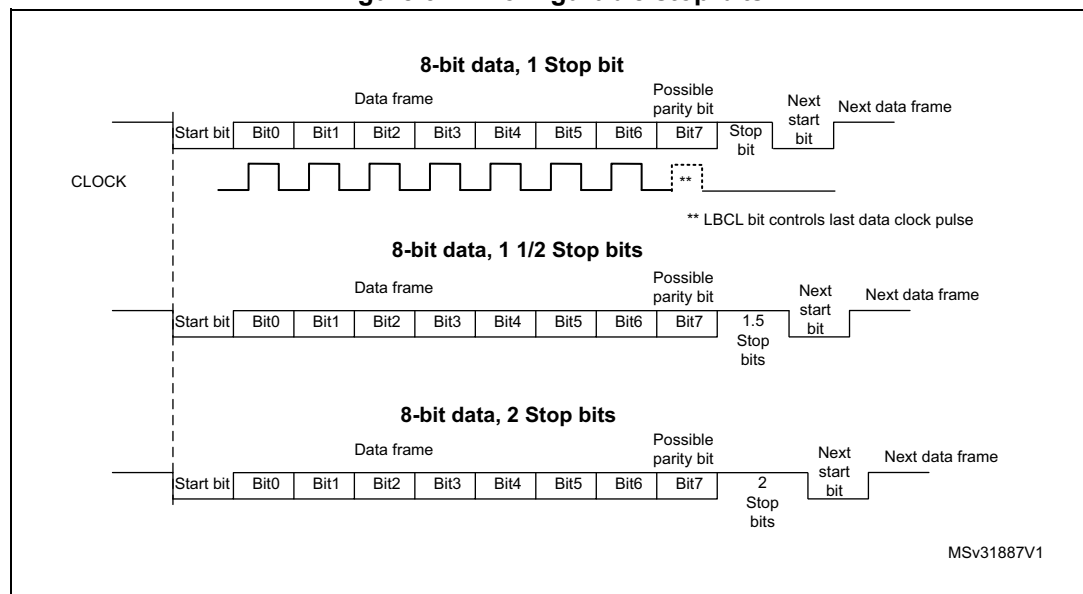 8-bit data, 1 Stop bit
Data frame
Possible
parity bit
Next
start
bit
Next data frame
Start bit Bit0 Bit1 Bit2 Bit3 Bit4 Bit5 Bit6 Bit7 Stop
bit
CLOCK
**
** LBCL bit controls last data clock pulse
8-bit data, 1 1/2 Stop bits
Data frame
Possible
parity bit
Next
start
bit
Next data frame
Start bit Bit0 Bit1 Bit2 Bit3 Bit4 Bit5 Bit6 Bit7 1.5
Stop
bits
8-bit data, 2 Stop bits
Data frame
Possible
parity bit
Next
start
bit
Next data frame
Start bit Bit0 Bit1 Bit2 Bit3 Bit4 Bit5 Bit6 Bit7 2
Stop
bits
MSv31887V1